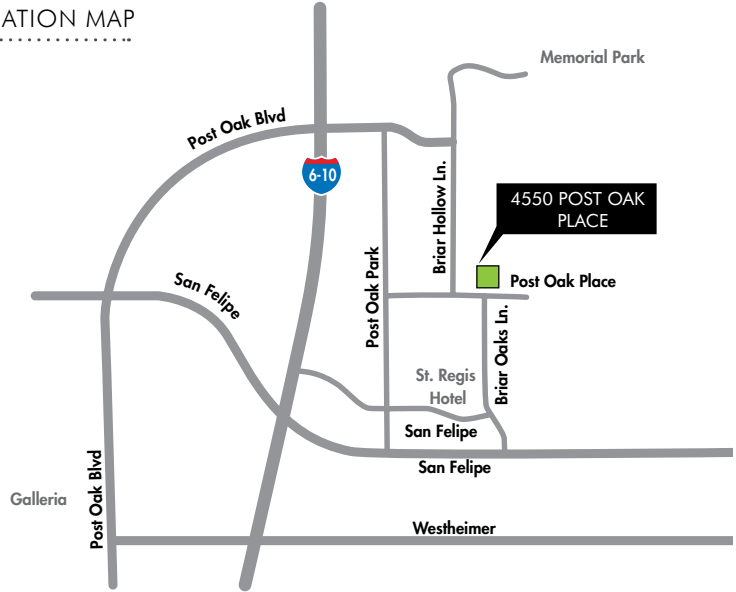 ATION MAP
Memorial Park
Post Oak Blvd
6-10
Briar Hollow Ln.
4550 POST OAK
PLACE
San Felipe
Post Oak Park
Post Oak Place
Briar Oaks Ln.
St. Regis
Hotel
San Felipe
San Felipe
Post Oak Blvd
Galleria
Westheimer